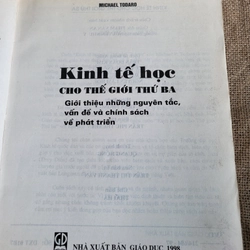 MICHAEL TODARO
Kinh tế học
CHO THẾ GIỚI THỨ BA
Giới thiệu những nguyên tắc,
vấn đề và chính sách
về phát triển
NHÀ XUẤT BẢN GIÁO DỤC 1998